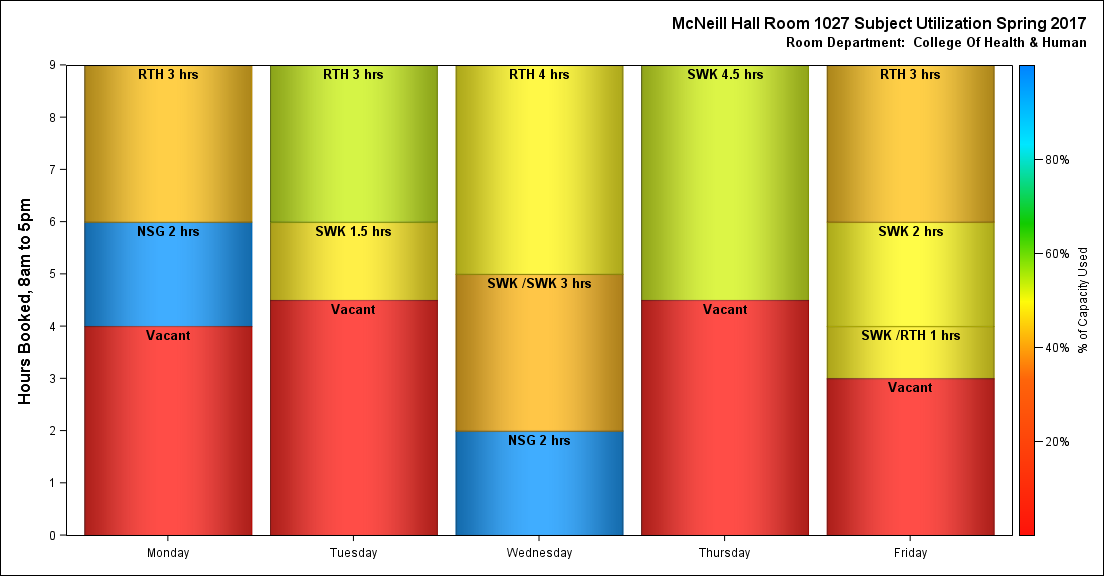 McNeill Hall Room 1027 Subject Utilization Spring 2017
Room Department:  College Of Health & Human
Hours Booked, 8am to 5pm
9
8
7
6
5
4
3
2
1
0
RTH 3 hrs
NSG 2 hrs
Vacant
RTH 3 hrs
SWK 1.5 hrs
Vacant
RTH 4 hrs
SWK /SWK 3 hrs
NSG 2 hrs
SWK 4.5 hrs
Vacant
RTH 3 hrs
SWK 2 hrs
SWK /RTH 1 hrs
Vacant
Monday
Tuesday
Wednesday
Thursday
Friday
80%
60%
40%
20%
% of Capacity Used